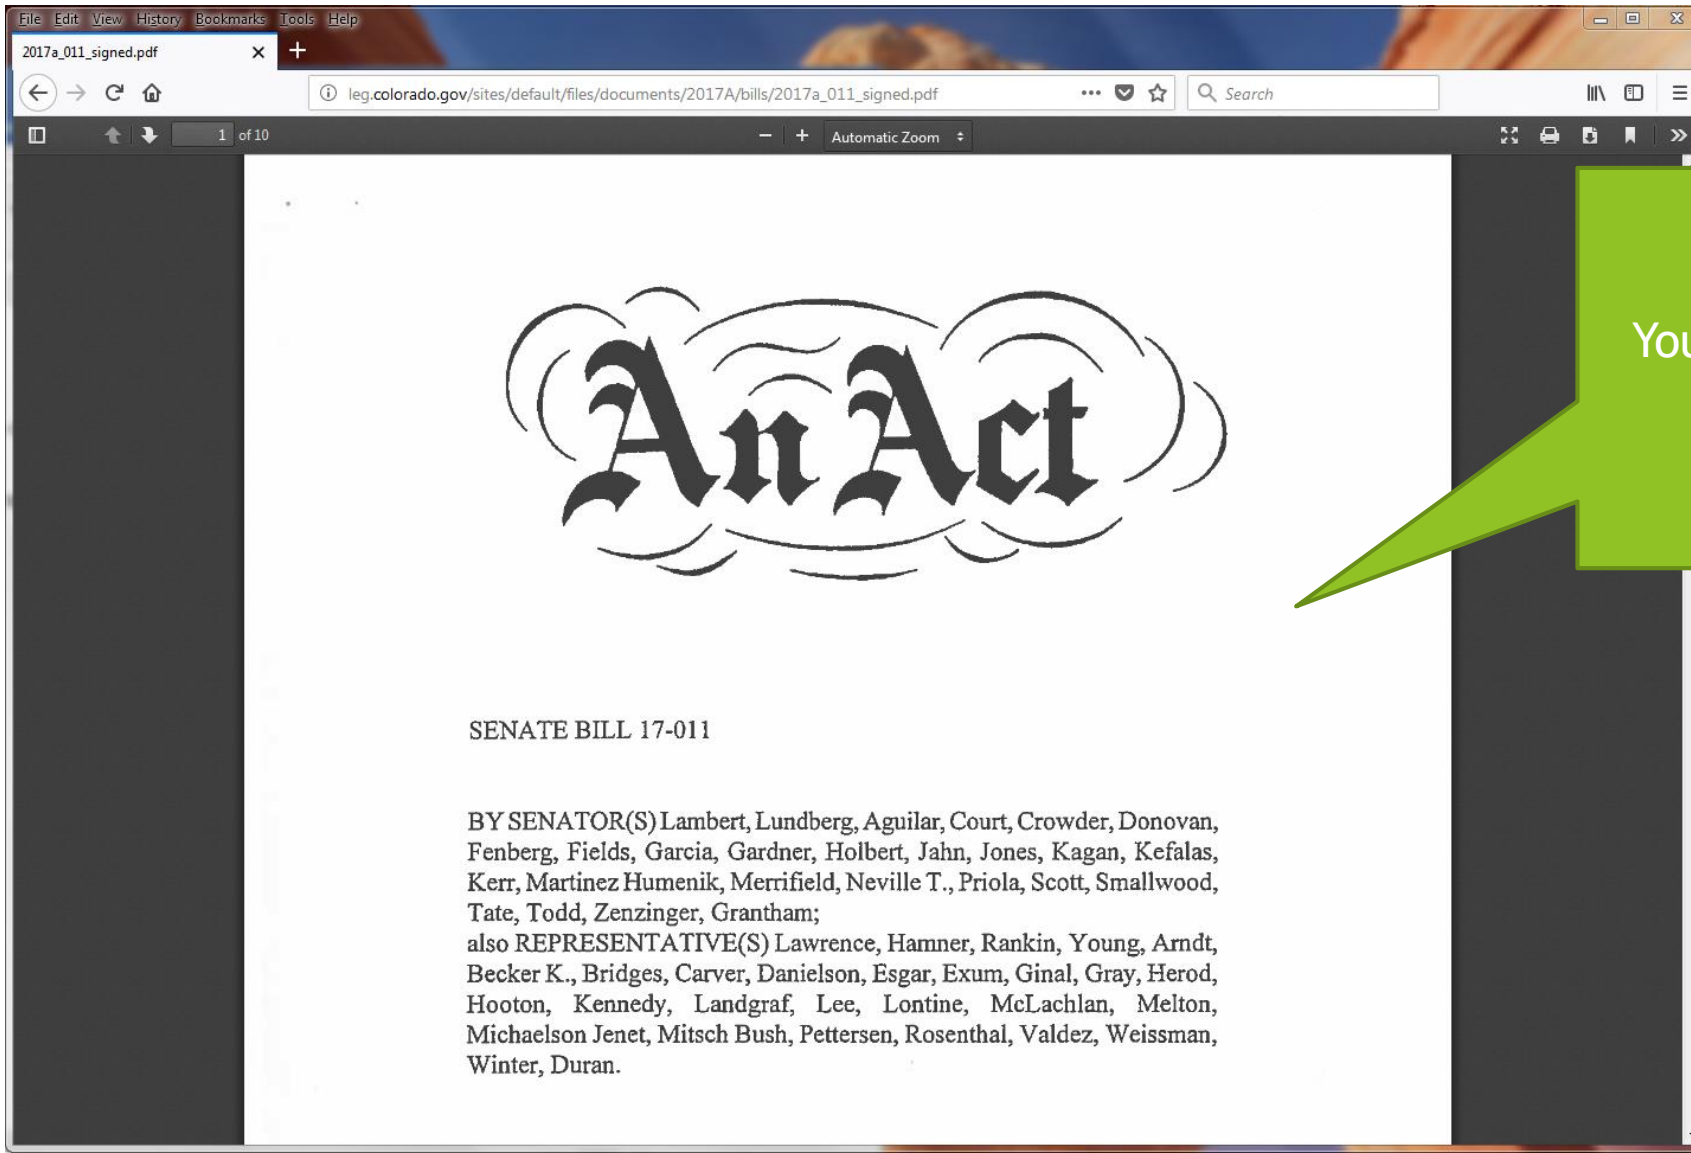 File Edit View History Bookmarks Tools Help
2017a_011_signed.pdf
leg.colorado.gov/sites/default/files/documents/2017A/bills/2017a_011_signed.pdf
Search
1 of 10
Automatic Zoom
An Act
SENATE BILL 17-011
BY SENATOR(S) Lambert, Lundberg, Aguilar, Court, Crowder, Donovan,
Fenberg, Fields, Garcia, Gardner, Holbert, Jahn, Jones, Kagan, Kefalas,
Kerr, Martinez Humenik, Merrifield, Neville T., Priola, Scott, Smallwood,
Tate, Todd, Zenzinger, Grantham;
also REPRESENTATIVE(S) Lawrence, Hamner, Rankin, Young, Arndt,
Becker K., Bridges, Carver, Danielson, Esgar, Exum, Ginal, Gray, Herod,
Hooton, Kennedy, Landgraf, Lee, Lontine, McLachlan, Melton,
Michaelson Jenet, Mitsch Bush, Pettersen, Rosenthal, Valdez, Weissman,
Winter, Duran.